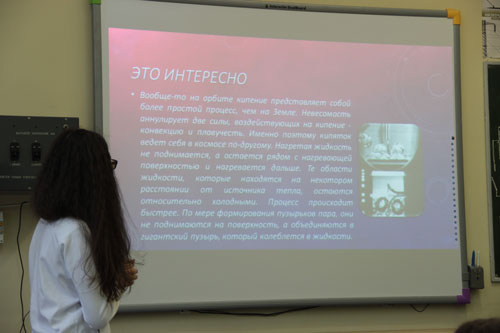 ЭТО ИНТЕРЕСНО
• Вообще-то на орбите кипение представляет собой
более простой процесс, чем на Земле. Невесомость
аннулирует две силы, воздействующих на кипение -
конвекцию и плавучесть. Именно поэтому кипяток
ведет себя в космосе по-другому. Нагретая жидкость
не поднимается, а остается рядом с нагревающей
поверхностью и нагревается дальше. Те области
жидкости, которые находятся на некотором
расстоянии от источника тепла, остаются
относительно холодными. Процесс происходит
быстрее. По мере формирования пузырьков пара, они
не поднимаются на поверхность, а объединяются в
гигантский пузырь, который колеблется в жидкости.